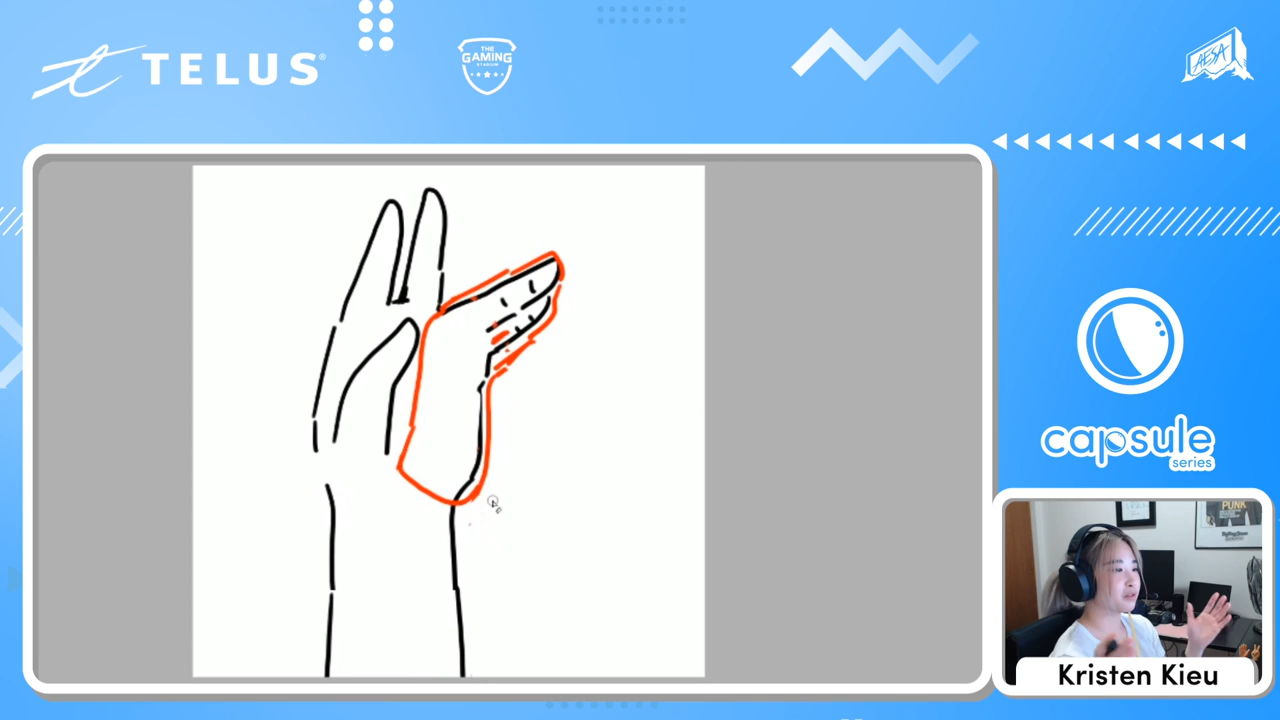 TELUS®
THE
GAMING
STADIUM
AESA
capsule
series
PUNK
Kristen Kieu